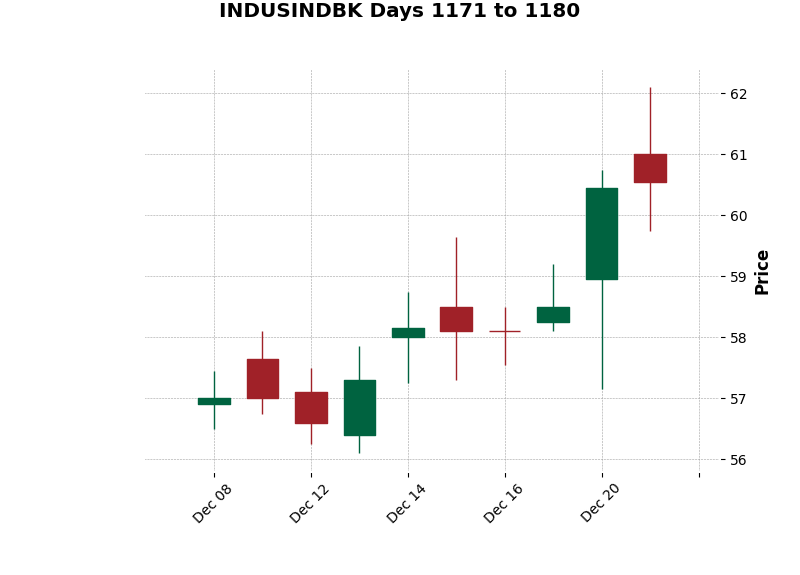 INDUSINDBK Days 1171 to 1180
62
61
60
59
58
57
56
Price
Dec 08
Dec 12
Dec 14
Dec 16
Dec 20